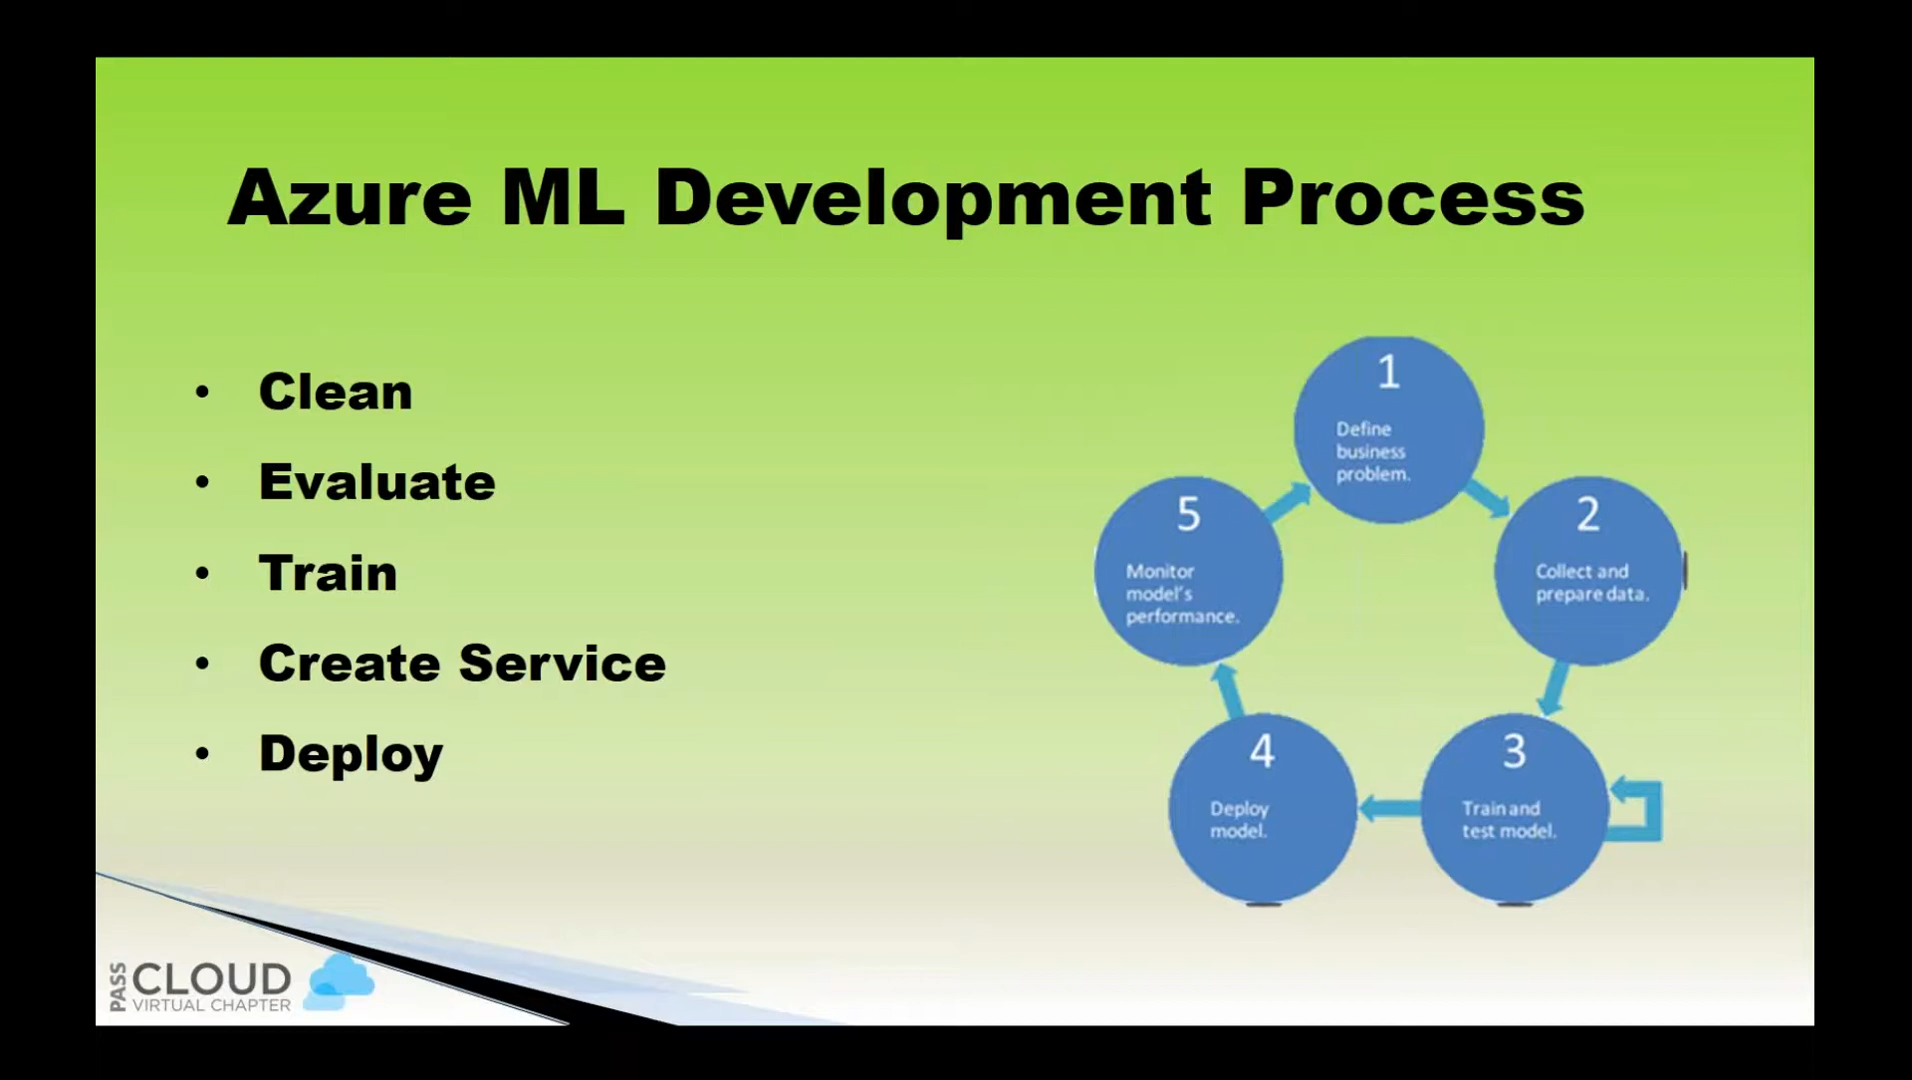 Azure ML Development Process
• Clean
• Evaluate
• Train
• Create Service
• Deploy
1
Define
business
problem.
2
Collect and
prepare data.
3
Train and
test model.
4
Deploy
model.
5
Monitor
model's
performance.
PASS
CLOUD
VIRTUAL CHAPTER